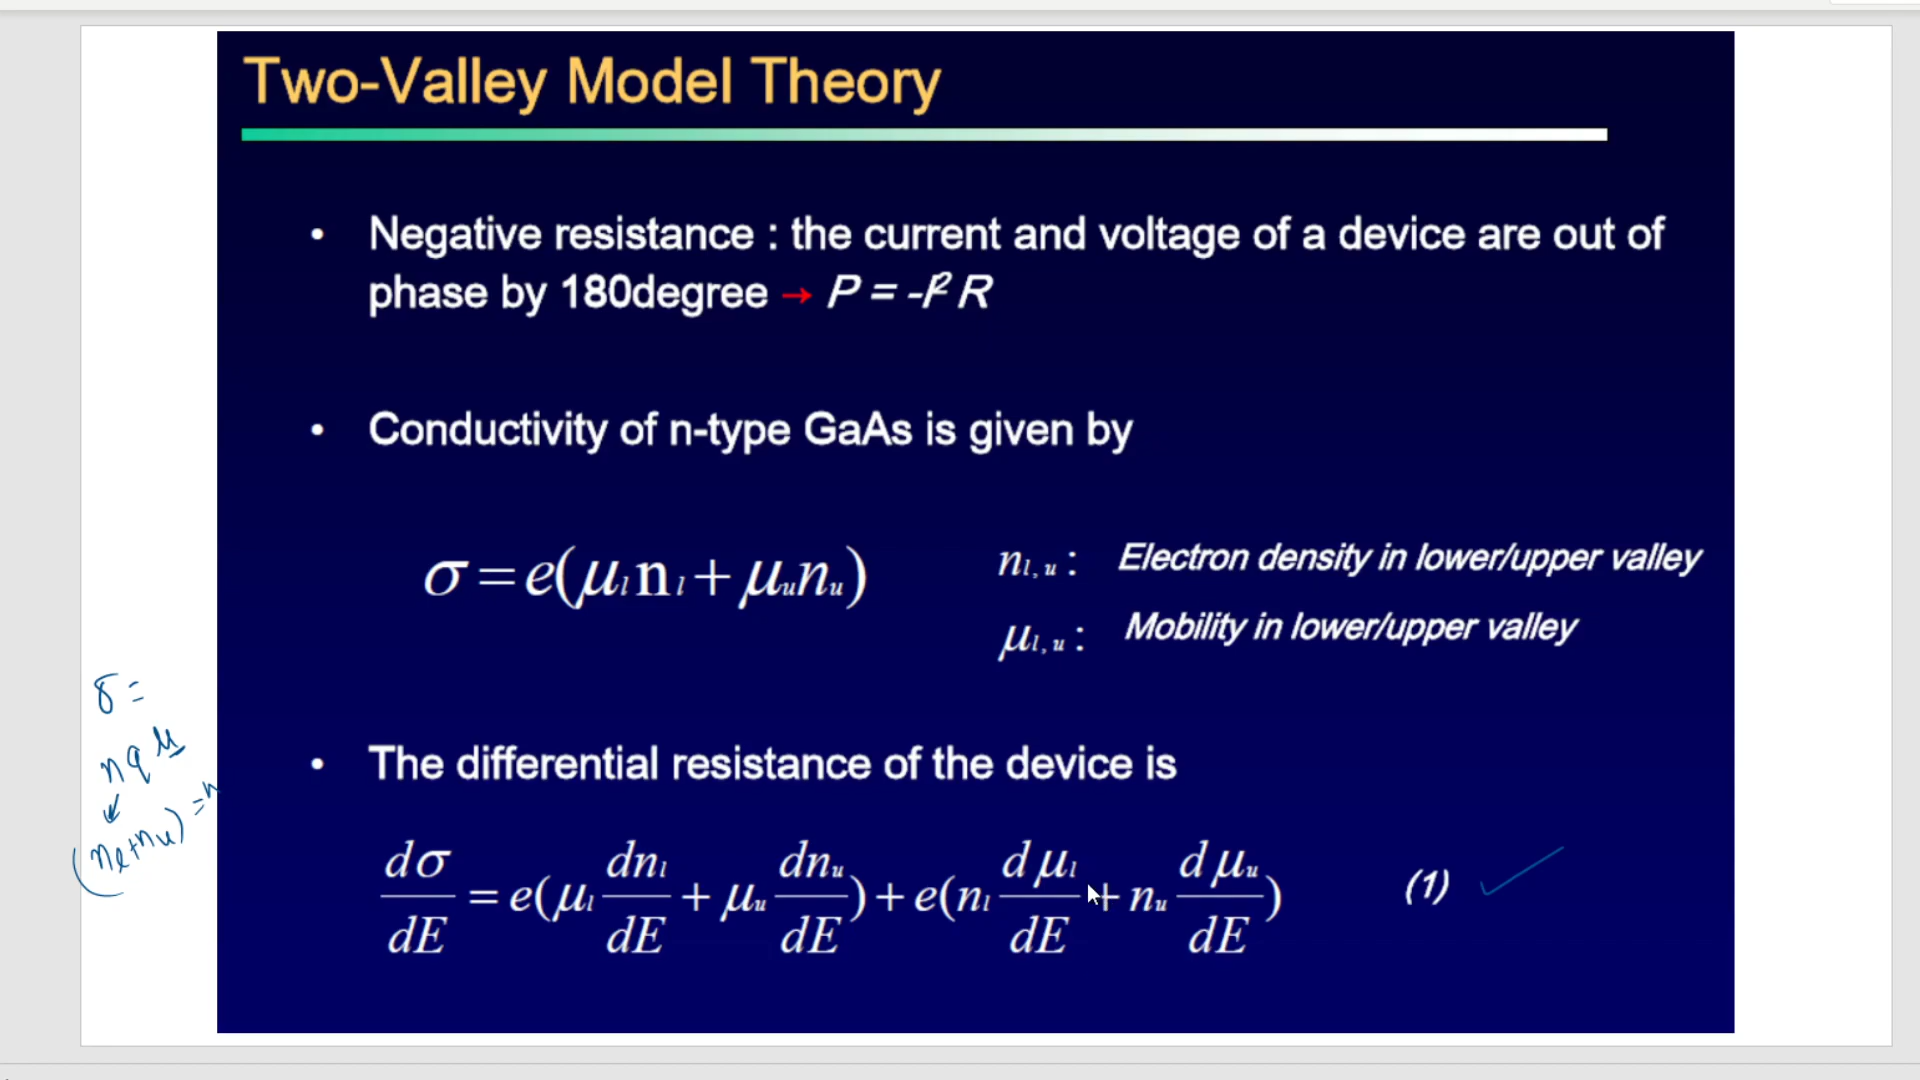 Two-Valley Model Theory
• Negative resistance : the current and voltage of a device are out of
phase by 180degree → P = -I² R
• Conductivity of n-type GaAs is given by
σ = e(μₗnₗ + μᵤnᵤ)
nₗ,ᵤ : Electron density in lower/upper valley
μₗ,ᵤ : Mobility in lower/upper valley
σ =
nqμ
↙
(nₗ+nᵤ) = n
• The differential resistance of the device is
dσ/dE = e(μₗ dnₗ/dE + μᵤ dnᵤ/dE) + e(nₗ dμₗ/dE + nᵤ dμᵤ/dE) (1)